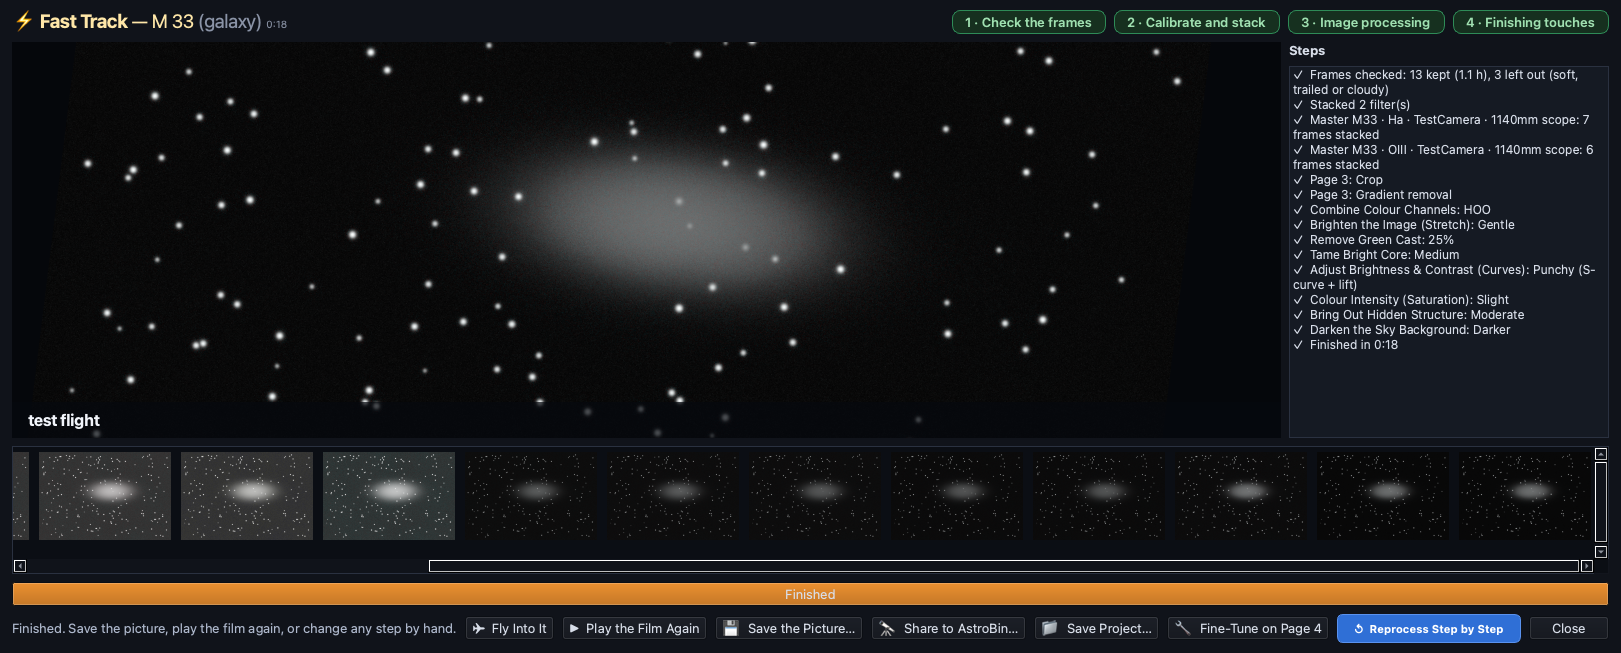 ⚡ Fast Track — M 33 (galaxy) 0:18
1 · Check the frames
2 · Calibrate and stack
3 · Image processing
4 · Finishing touches
Steps
✓ Frames checked: 13 kept (1.1 h), 3 left out (soft,
trailed or cloudy)
✓ Stacked 2 filter(s)
✓ Master M33 · Ha · TestCamera · 1140mm scope: 7
frames stacked
✓ Master M33 · OIII · TestCamera · 1140mm scope: 6
frames stacked
✓ Page 3: Crop
✓ Page 3: Gradient removal
✓ Combine Colour Channels: HOO
✓ Brighten the Image (Stretch): Gentle
✓ Remove Green Cast: 25%
✓ Tame Bright Core: Medium
✓ Adjust Brightness & Contrast (Curves): Punchy (S-
curve + lift)
✓ Colour Intensity (Saturation): Slight
✓ Bring Out Hidden Structure: Moderate
✓ Darken the Sky Background: Darker
✓ Finished in 0:18
test flight
Finished
Finished. Save the picture, play the film again, or change any step by hand.
✈ Fly Into It
▶ Play the Film Again
💾 Save the Picture...
🔭 Share to AstroBin...
📁 Save Project...
🔧 Fine-Tune on Page 4
↺ Reprocess Step by Step
Close